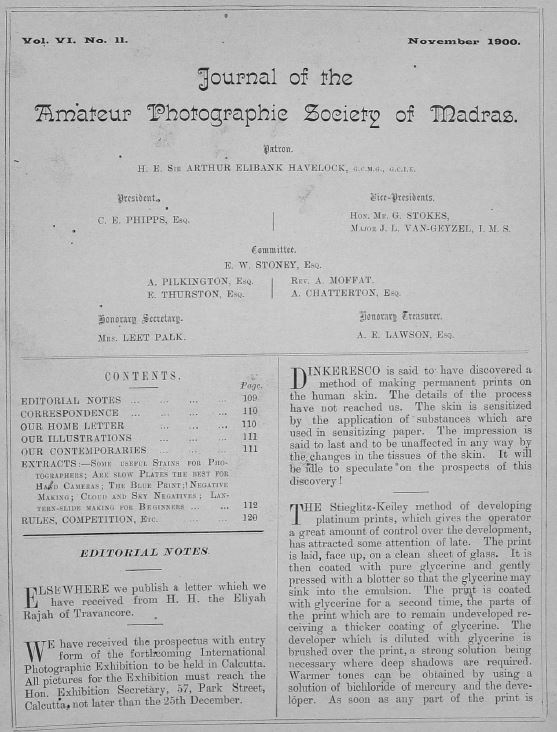 Vol. VI. No. 11.
November 1900.
Journal of the
Amateur Photographic Society of Madras.
Patron.
H. E. SIR ARTHUR ELIBANK HAVELOCK, G.C.M.G., G.C.I.E.
President.
C. E. PHIPPS, ESQ.
Vice-Presidents.
HON. MR. G. STOKES,
MAJOR J. L. VAN-GEYZEL, I. M. S.
Committee.
E. W. STONEY, ESQ.
A. PILKINGTON, ESQ.
E. THURSTON, ESQ.
REV. A. MOFFAT.
A. CHATTERTON, ESQ.
Honorary Secretary.
MRS. LEET PALK.
Honorary Treasurer.
A. E. LAWSON, ESQ.
CONTENTS.
Page.
EDITORIAL NOTES ... ... ... ... 109
CORRESPONDENCE ... ... ... ... 110
OUR HOME LETTER ... ... ... 110
OUR ILLUSTRATIONS ... ... ... 111
OUR CONTEMPORARIES ... ... ... 111
EXTRACTS:—SOME USEFUL STAINS FOR PHO-
TOGRAPHERS; ARE SLOW PLATES THE BEST FOR
HAND CAMERAS; THE BLUE PRINT; NEGATIVE
MAKING; CLOUD AND SKY NEGATIVES; LAN-
TERN-SLIDE MAKING FOR BEGINNERS ... ... 112
RULES, COMPETITION, ETC. ... ... 120
EDITORIAL NOTES.
ELSEWHERE we publish a letter which we
have received from H. H. the Eliyah
Rajah of Travancore.
WE have received the prospectus with entry
form of the forthcoming International
Photographic Exhibition to be held in Calcutta.
All pictures for the Exhibition must reach the
Hon. Exhibition Secretary, 57, Park Street,
Calcutta, not later than the 25th December.
DINKERESCO is said to have discovered a
method of making permanent prints on
the human skin. The details of the process
have not reached us. The skin is sensitized
by the application of substances which are
used in sensitizing paper. The impression is
said to last and to be unaffected in any way by
the changes in the tissues of the skin. It will
be idle to speculate on the prospects of this
discovery!
THE Stieglitz-Keiley method of developing
platinum prints, which gives the operator
a great amount of control over the development,
has attracted some attention of late. The print
is laid, face up, on a clean sheet of glass. It is
then coated with pure glycerine and gently
pressed with a blotter so that the glycerine may
sink into the emulsion. The print is coated
with glycerine for a second time, the parts of
the print which are to remain undeveloped re-
ceiving a thicker coating of glycerine. The
developer which is diluted with glycerine is
brushed over the print, a strong solution being
necessary where deep shadows are required.
Warmer tones can be obtained by using a
solution of bichloride of mercury and the deve-
loper. As soon as any part of the print is